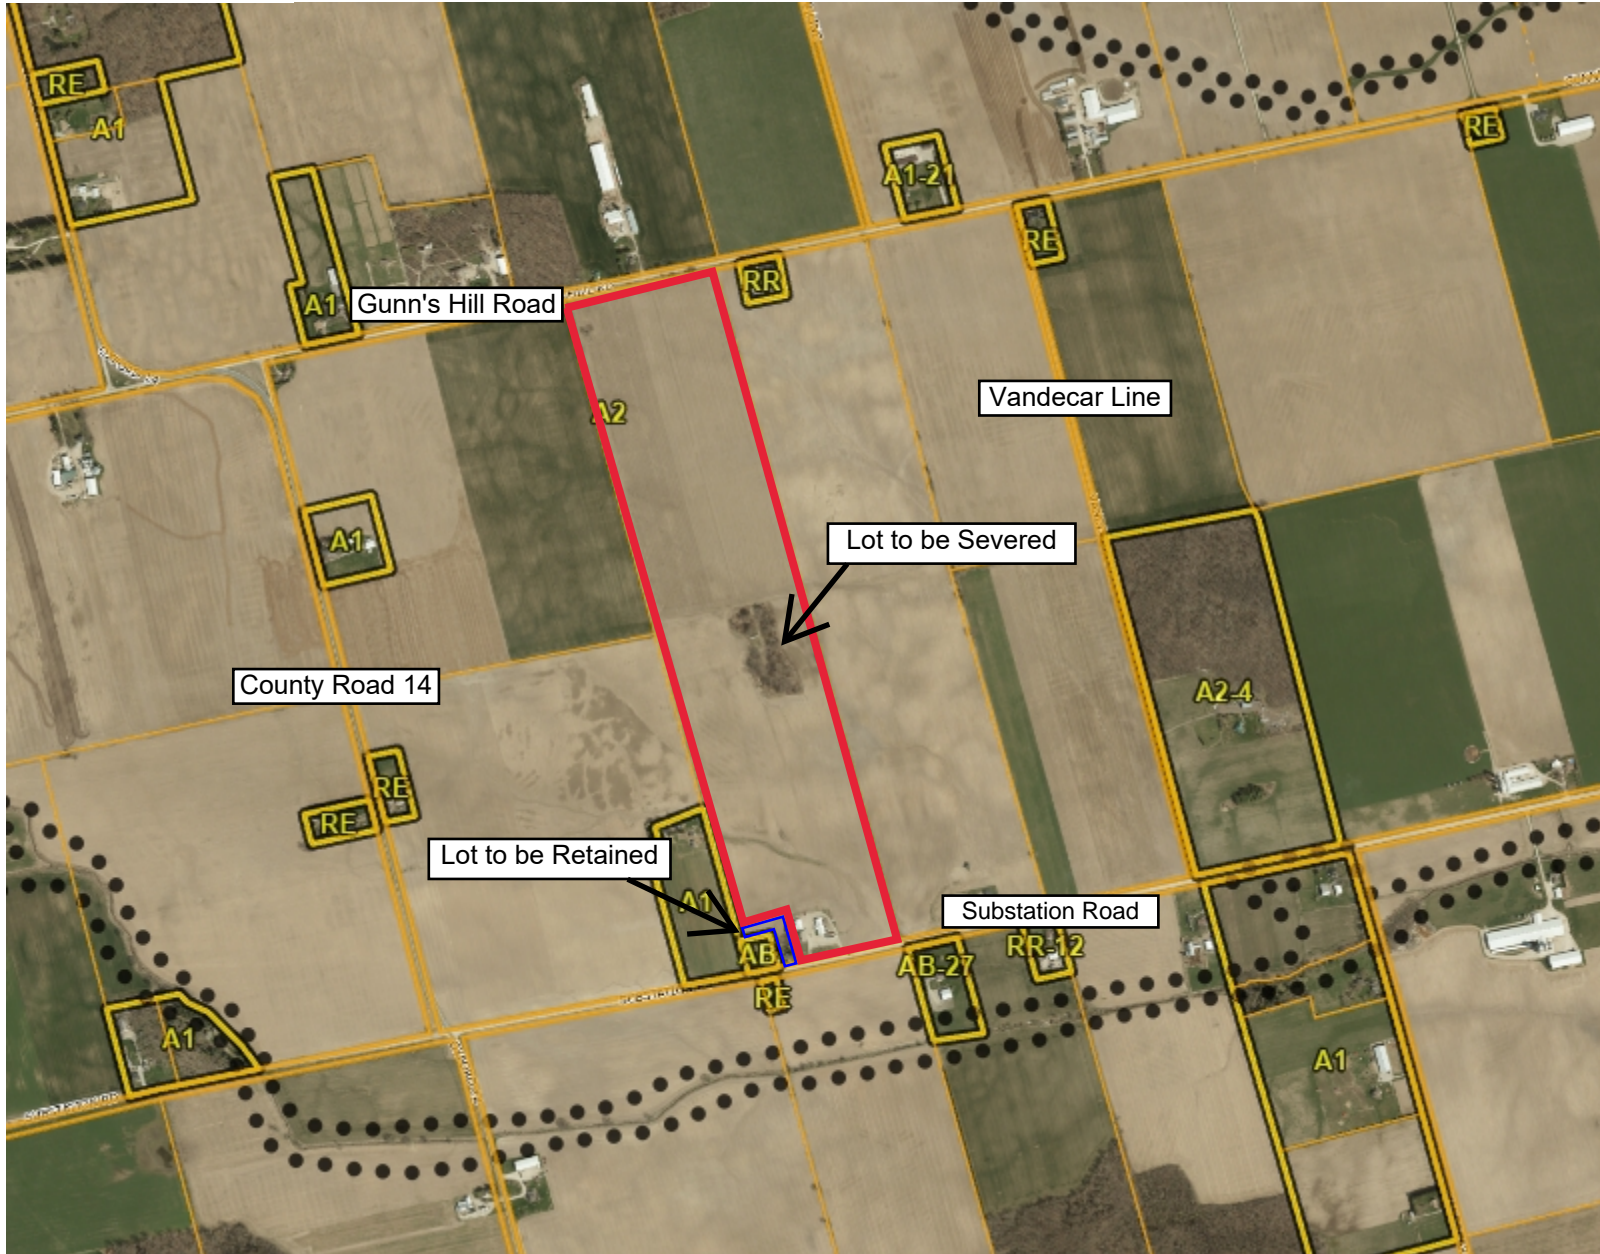 RE
A1
RE
A1-21
RE
RR
A1
Gunn's Hill Road
Vandecar Line
A2
Lot to be Severed
A1
County Road 14
A2-4
RE
RE
Lot to be Retained
A1
Substation Road
AB
AB-27
RR-12
RE
A1
A1